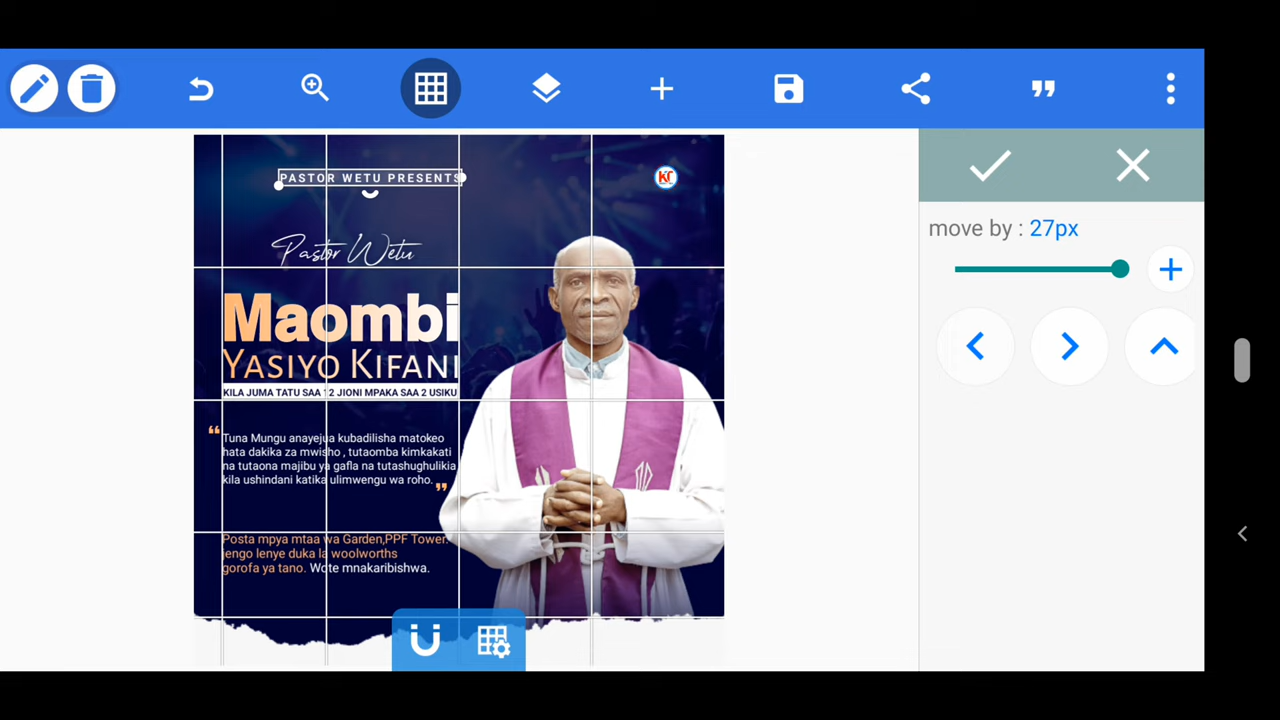 PASTOR WETU PRESENTS
KC
Pastor Wetu
Maombi
YASIYO KIFANI
KILA JUMA TATU SAA 12 JIONI MPAKA SAA 2 USIKU
“ Tuna Mungu anayejua kubadilisha matokeo
hata dakika za mwisho , tutaomba kimkakati
na tutaona majibu ya gafla na tutashughulikia
kila ushindani katika ulimwengu wa roho. ”
Posta mpya mtaa wa Garden,PPF Tower.
jengo lenye duka la woolworths
gorofa ya tano. Wote mnakaribishwa.
move by : 27px